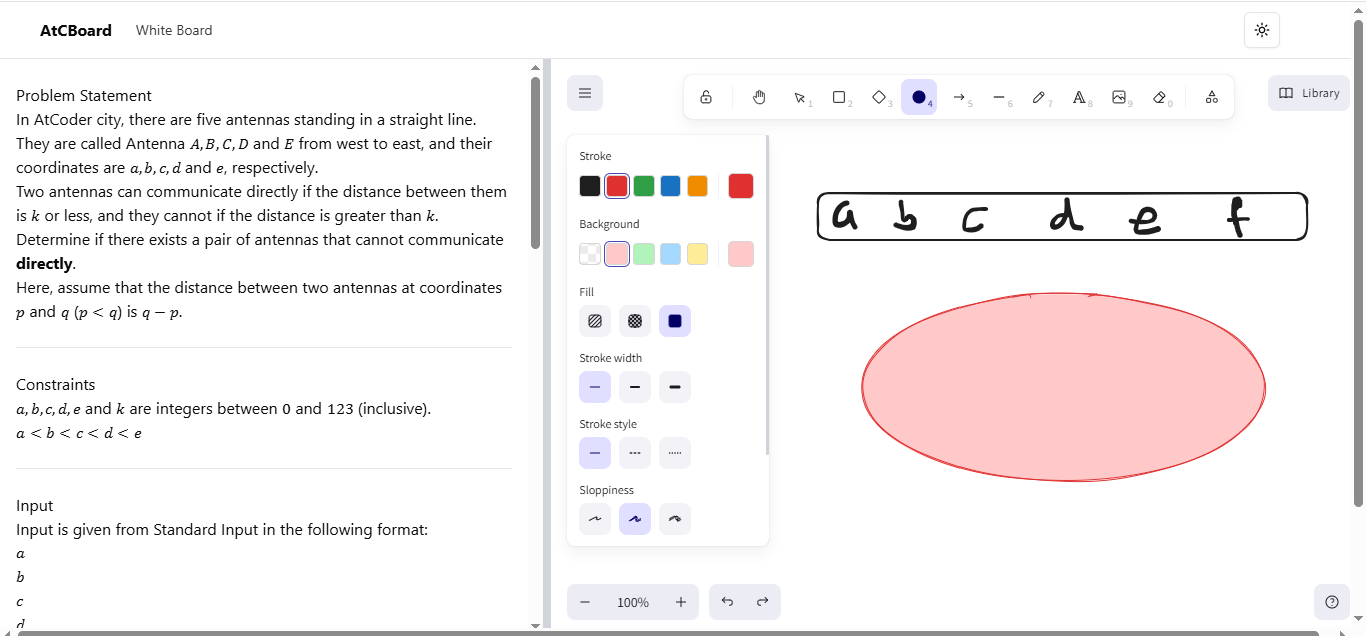 AtCBoard White Board
Problem Statement
In AtCoder city, there are five antennas standing in a straight line.
They are called Antenna A, B, C, D and E from west to east, and their
coordinates are a, b, c, d and e, respectively.
Two antennas can communicate directly if the distance between them
is k or less, and they cannot if the distance is greater than k.
Determine if there exists a pair of antennas that cannot communicate
directly.
Here, assume that the distance between two antennas at coordinates
p and q (p < q) is q − p.
Constraints
a, b, c, d, e and k are integers between 0 and 123 (inclusive).
a < b < c < d < e
Input
Input is given from Standard Input in the following format:
a
b
c
d
1 2 3 4 5 6 7 A 8 9 0
Library
Stroke
Background
Fill
Stroke width
Stroke style
Sloppiness
a b c d e f
− 100% +
?